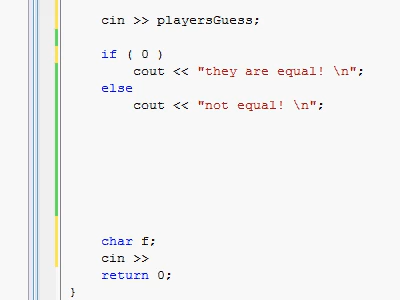 cin >> playersGuess;
if ( 0 )
cout << "they are equal! \n";
else
cout << "not equal! \n";
char f;
cin >>
return 0;
}